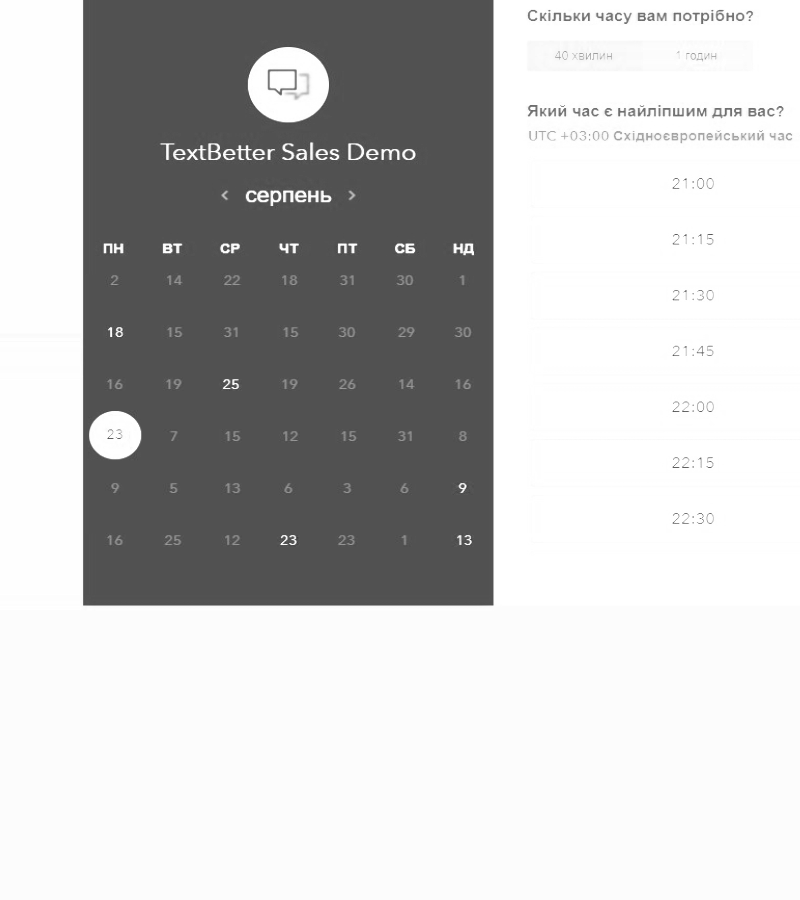 TextBetter Sales Demo
‹ серпень ›
ПН ВТ СР ЧТ ПТ СБ НД
2 14 22 18 31 30 1
18 15 31 15 30 29 30
16 19 25 19 26 14 16
23 7 15 12 15 31 8
9 5 13 6 3 6 9
16 25 12 23 23 1 13
Скільки часу вам потрібно?
40 хвилин 1 годин
Який час є найліпшим для вас?
UTC +03:00 Східноєвропейський час
21:00
21:15
21:30
21:45
22:00
22:15
22:30